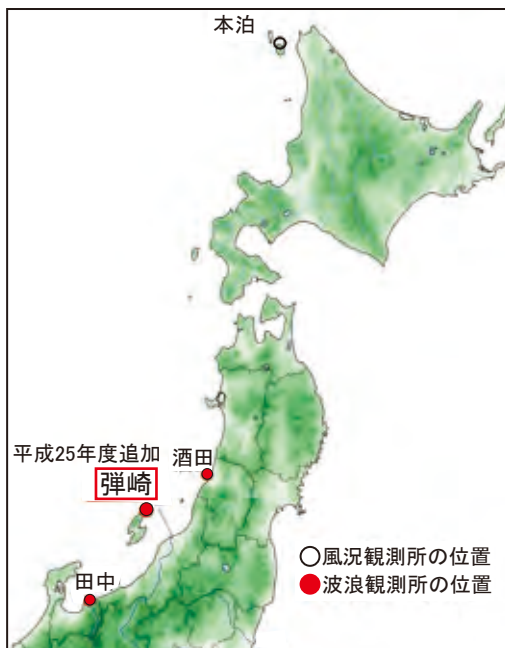 本泊
平成25年度追加
弾崎
酒田
田中
○風況観測所の位置
●波浪観測所の位置